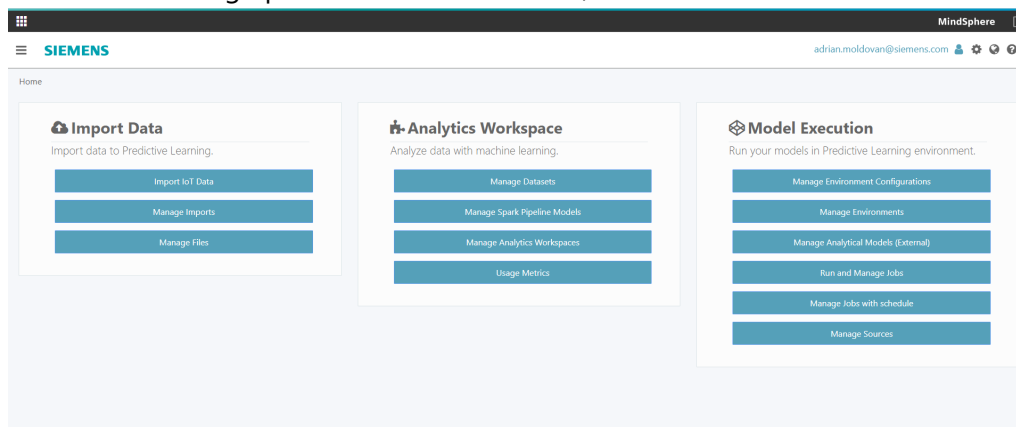 MindSphere
SIEMENS
adrian.moldovan@siemens.com
Home
Import Data
Import data to Predictive Learning.
Import IoT Data
Manage Imports
Manage Files
Analytics Workspace
Analyze data with machine learning.
Manage Datasets
Manage Spark Pipeline Models
Manage Analytics Workspaces
Usage Metrics
Model Execution
Run your models in Predictive Learning environment.
Manage Environment Configurations
Manage Environments
Manage Analytical Models (External)
Run and Manage Jobs
Manage Jobs with schedule
Manage Sources